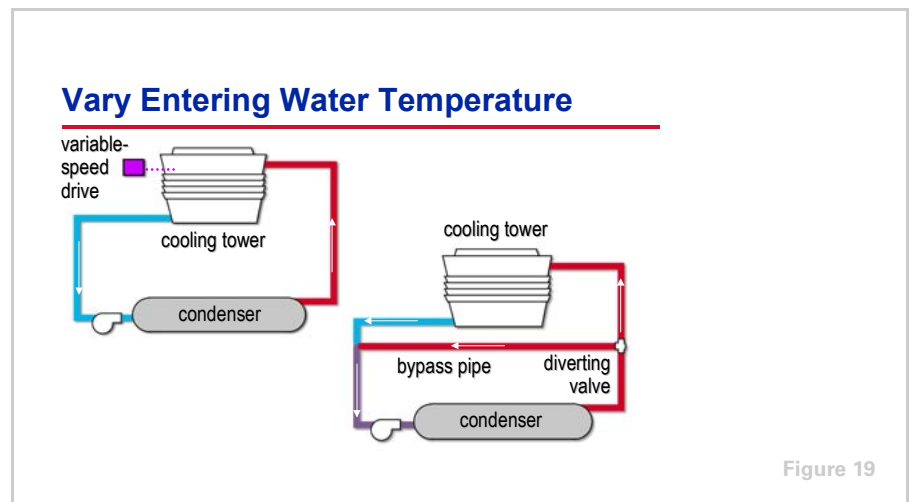 Vary Entering Water Temperature
variable-
speed
drive
cooling tower
condenser
cooling tower
bypass pipe
diverting
valve
condenser
Figure 19